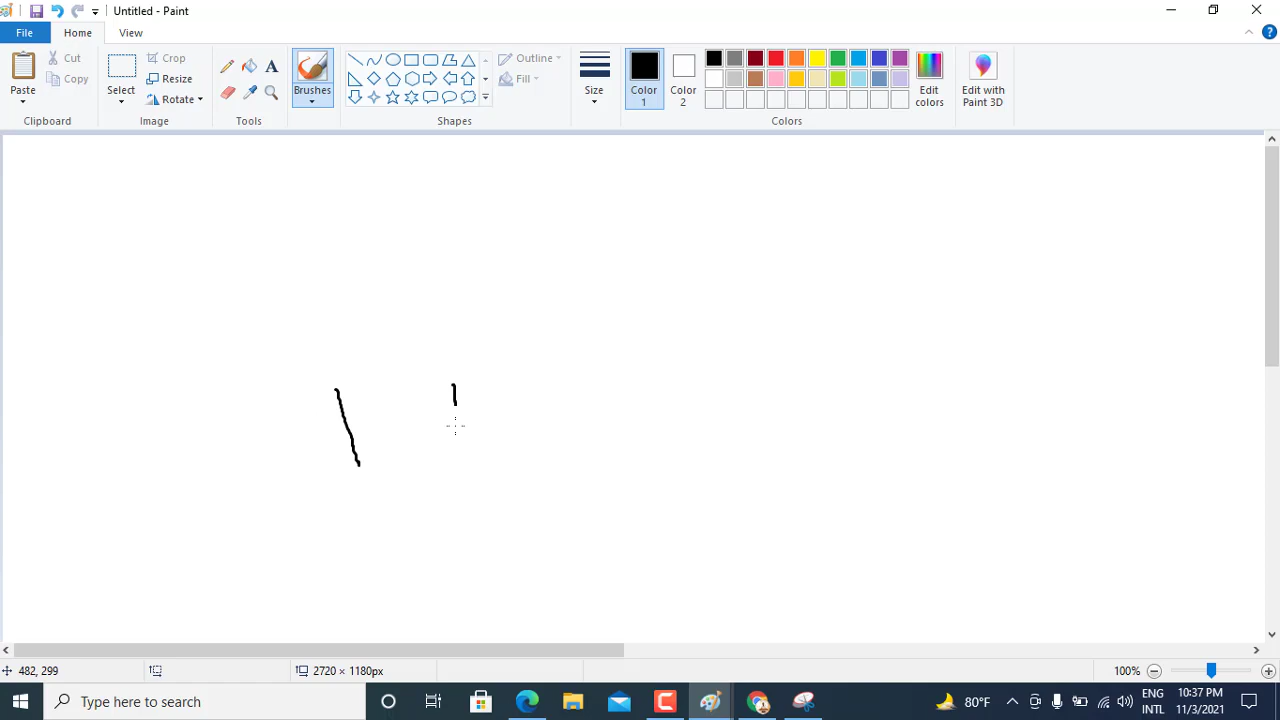 Untitled - Paint
File Home View
Paste
Cut
Copy
Clipboard
Select
Crop
Resize
Rotate
Image
A
Tools
Brushes
Outline
Fill
Shapes
Size
Color 1
Color 2
Edit colors
Colors
Edit with Paint 3D
482, 299
2720 × 1180px
100%
Type here to search
80°F
ENG
INTL
10:37 PM
11/3/2021